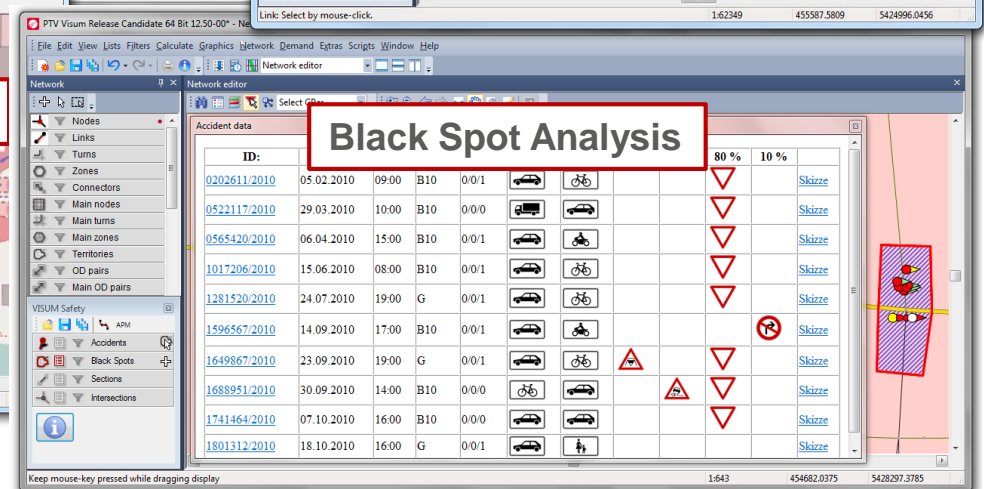 Link: Select by mouse-click. 1:62349 455587.5809 5424996.0456
PTV Visum Release Candidate 64 Bit 12.50-00* - Ne
File Edit View Lists Filters Calculate Graphics Network Demand Extras Scripts Window Help
Network editor
Network
Network editor
Nodes
Links
Turns
Zones
Connectors
Main nodes
Main turns
Main zones
Territories
OD pairs
Main OD pairs
VISUM Safety
APM
Accidents
Black Spots
Sections
Intersections
Accident data
Black Spot Analysis
ID: 80 % 10 %
0202611/2010 05.02.2010 09:00 B10 0/0/1 Skizze
0522117/2010 29.03.2010 10:00 B10 0/0/0 Skizze
0565420/2010 06.04.2010 15:00 B10 0/0/1 Skizze
1017206/2010 15.06.2010 08:00 B10 0/0/1 Skizze
1281520/2010 24.07.2010 19:00 G 0/0/1 Skizze
1596567/2010 14.09.2010 17:00 B10 0/0/1 Skizze
1649867/2010 23.09.2010 19:00 G 0/0/1 Skizze
1688951/2010 30.09.2010 14:00 B10 0/0/0 Skizze
1741464/2010 07.10.2010 16:00 B10 0/0/0 Skizze
1801312/2010 18.10.2010 16:00 G 0/0/1 Skizze
Keep mouse-key pressed while dragging display 1:643 454682.0375 5428297.3785